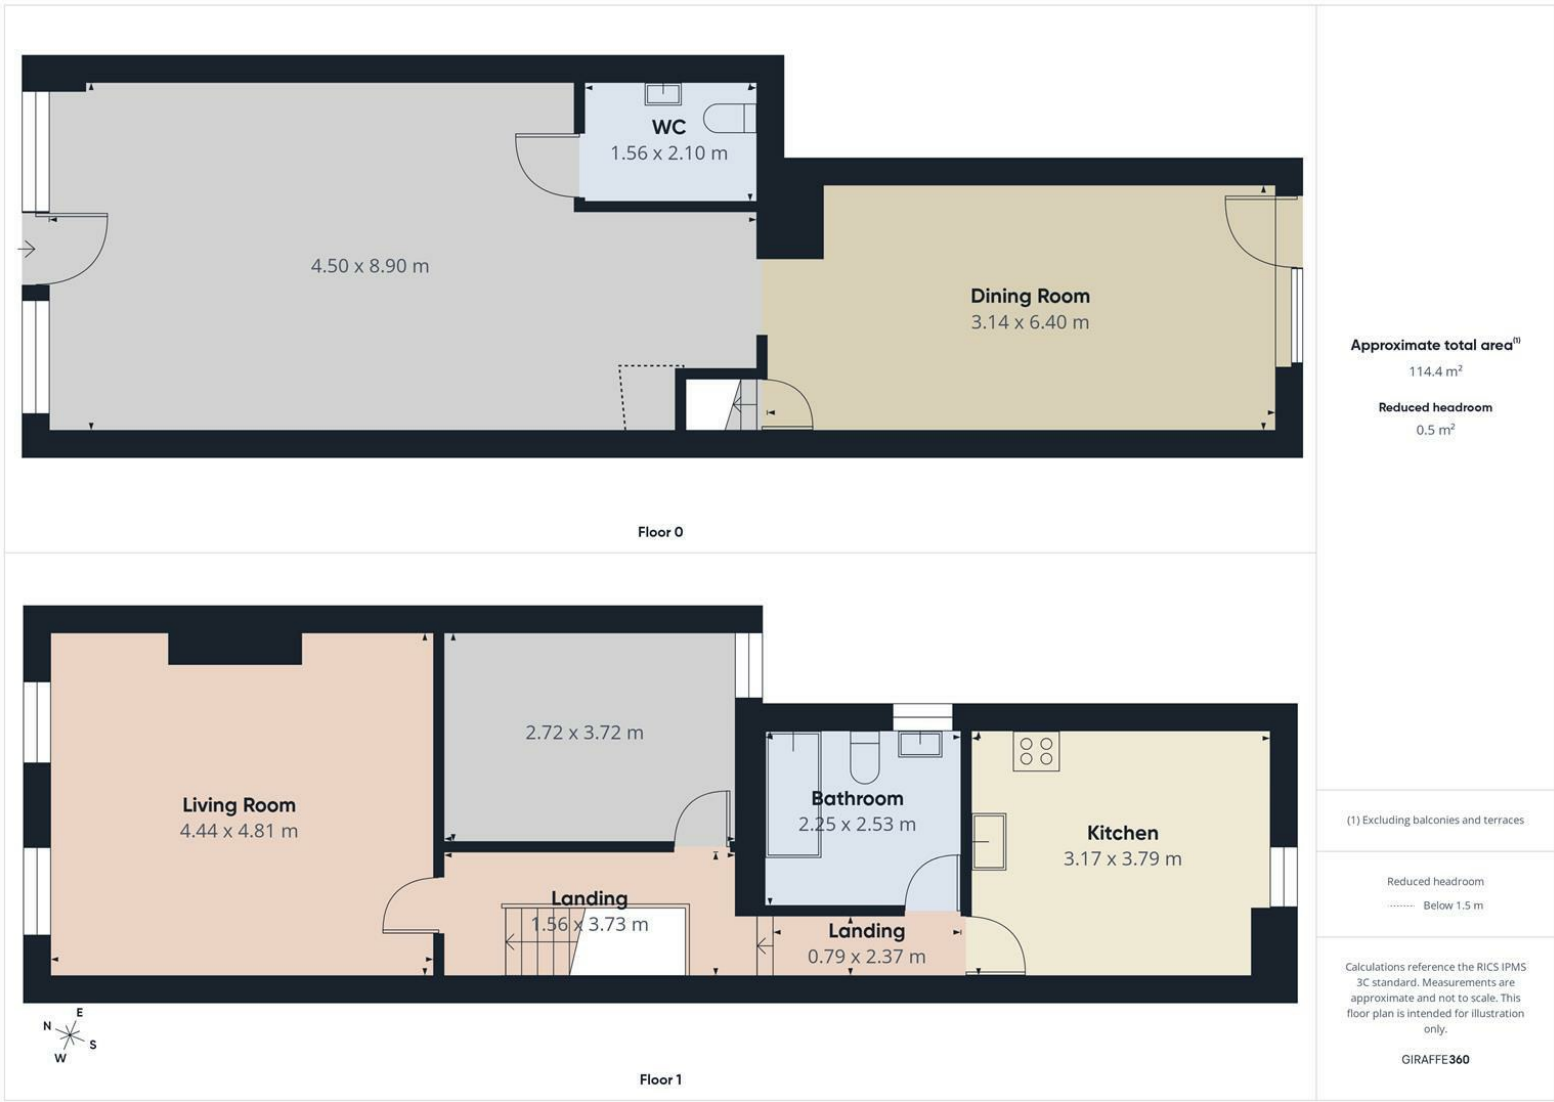 WC
1.56 x 2.10 m
4.50 x 8.90 m
Dining Room
3.14 x 6.40 m
Floor 0
Living Room
4.44 x 4.81 m
2.72 x 3.72 m
Landing
1.56 x 3.73 m
Bathroom
2.25 x 2.53 m
Landing
0.79 x 2.37 m
Kitchen
3.17 x 3.79 m
N E S W
Floor 1
Approximate total area(1)
114.4 m²
Reduced headroom
0.5 m²
(1) Excluding balconies and terraces
Reduced headroom
Below 1.5 m
Calculations reference the RICS IPMS
3C standard. Measurements are
approximate and not to scale. This
floor plan is intended for illustration
only.
GIRAFFE360